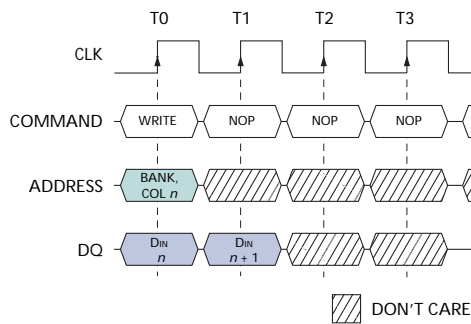 T0 T1 T2 T3
CLK
COMMAND WRITE NOP NOP NOP
ADDRESS BANK,
COL n
DQ DIN DIN
n n + 1
DON'T CARE